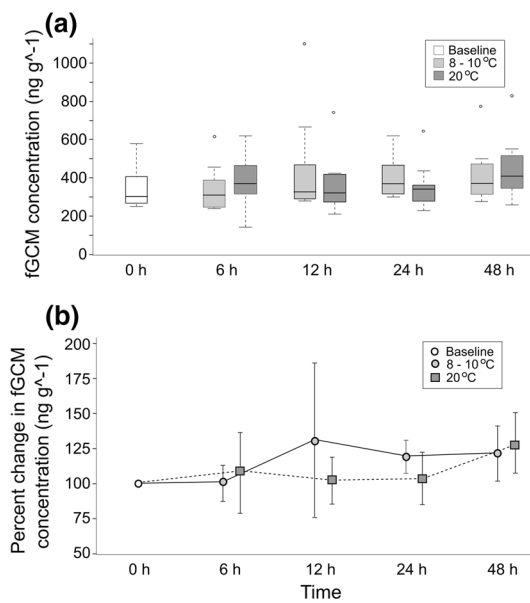 (a)
fGCM concentration (ng g^-1)
1000
800
600
400
200
0
Baseline
8 - 10 °C
20 °C
0 h
6 h
12 h
24 h
48 h
(b)
Percent change in fGCM
concentration (ng g^-1)
200
175
150
125
100
75
50
Baseline
8 - 10 °C
20 °C
0 h
6 h
12 h
24 h
48 h
Time